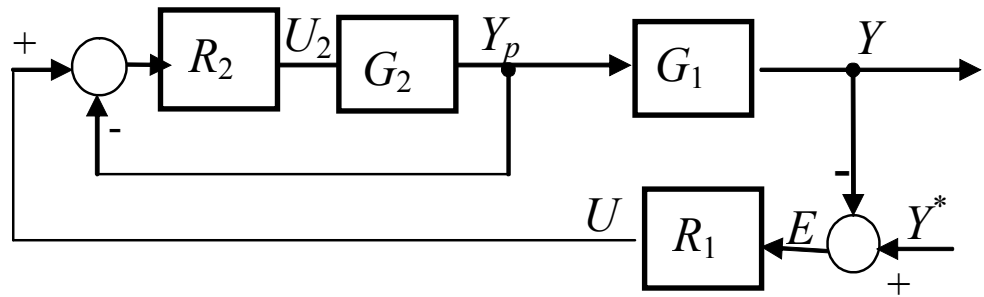 + R₂ U₂ G₂ Yₚ G₁ Y
-
-
U R₁ E Y*
+